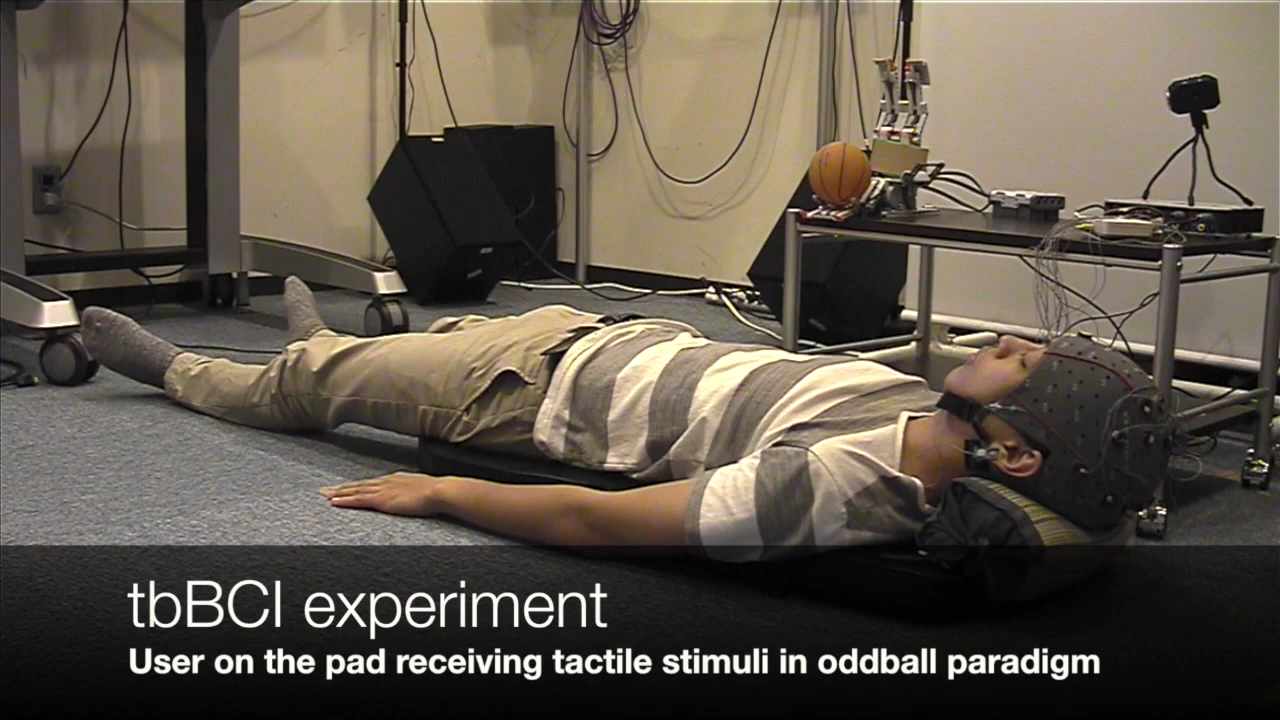 tbBCI experiment
User on the pad receiving tactile stimuli in oddball paradigm